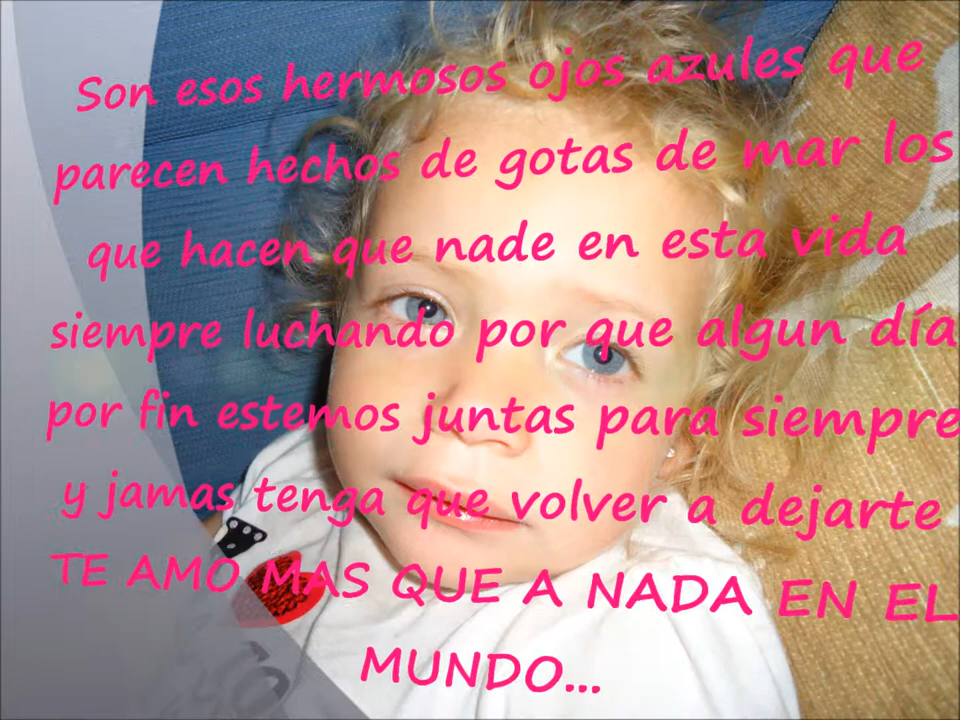 Son esos hermosos ojos azules que
parecen hechos de gotas de mar los
que hacen que nade en esta vida
siempre luchando por que algun día
por fin estemos juntas para siempre
y jamas tenga que volver a dejarte
TE AMO MAS QUE A NADA EN EL
MUNDO...